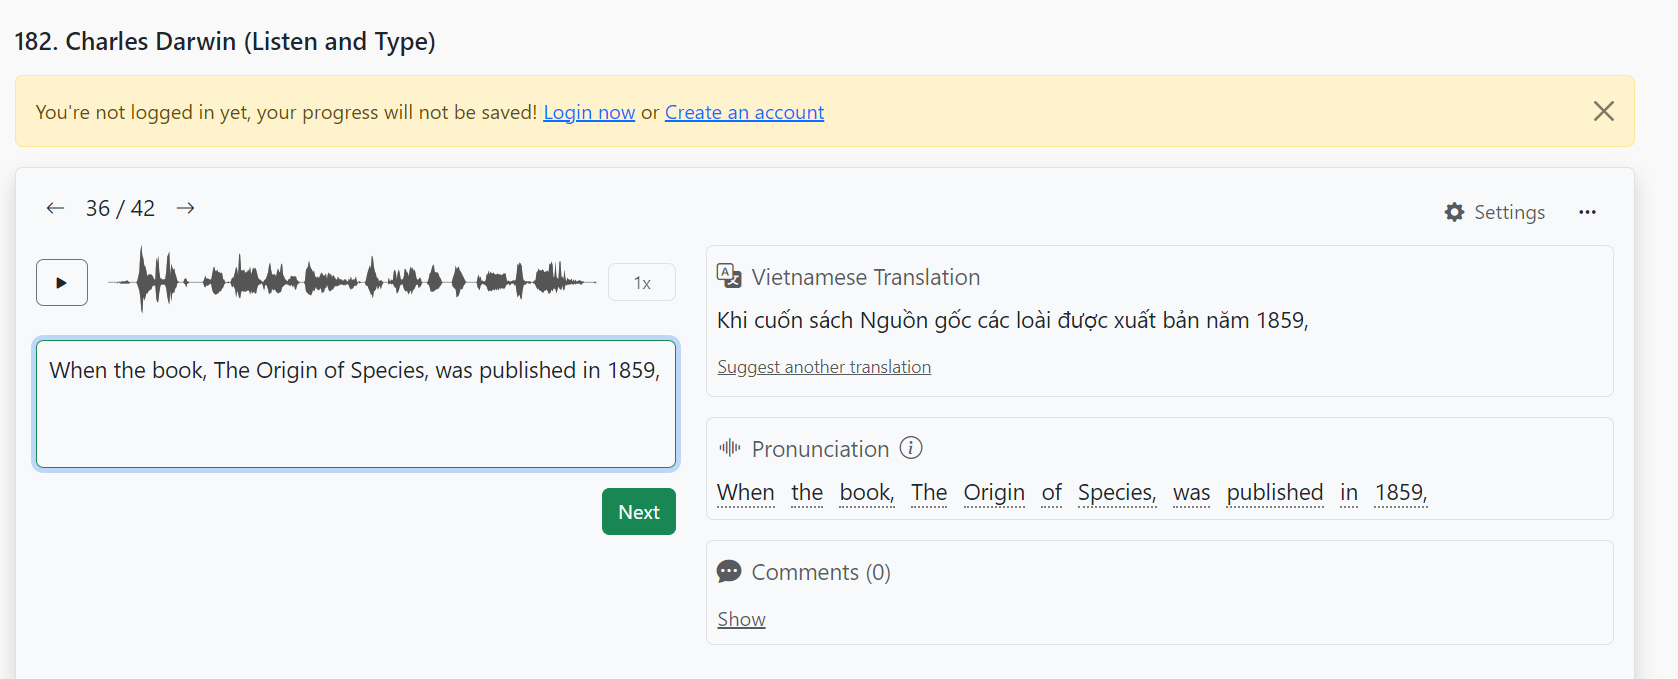 182. Charles Darwin (Listen and Type)
You're not logged in yet, your progress will not be saved! Login now or Create an account
36 / 42
Settings
1x
When the book, The Origin of Species, was published in 1859,
Next
Vietnamese Translation
Khi cuốn sách Nguồn gốc các loài được xuất bản năm 1859,
Suggest another translation
Pronunciation
When the book, The Origin of Species, was published in 1859,
Comments (0)
Show